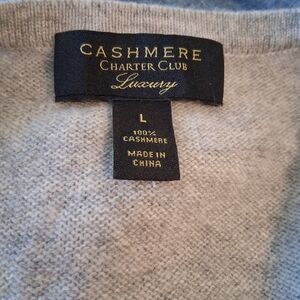 CASHMERE
CHARTER CLUB
Luxury
L
100%
CASHMERE
MADE IN
CHINA